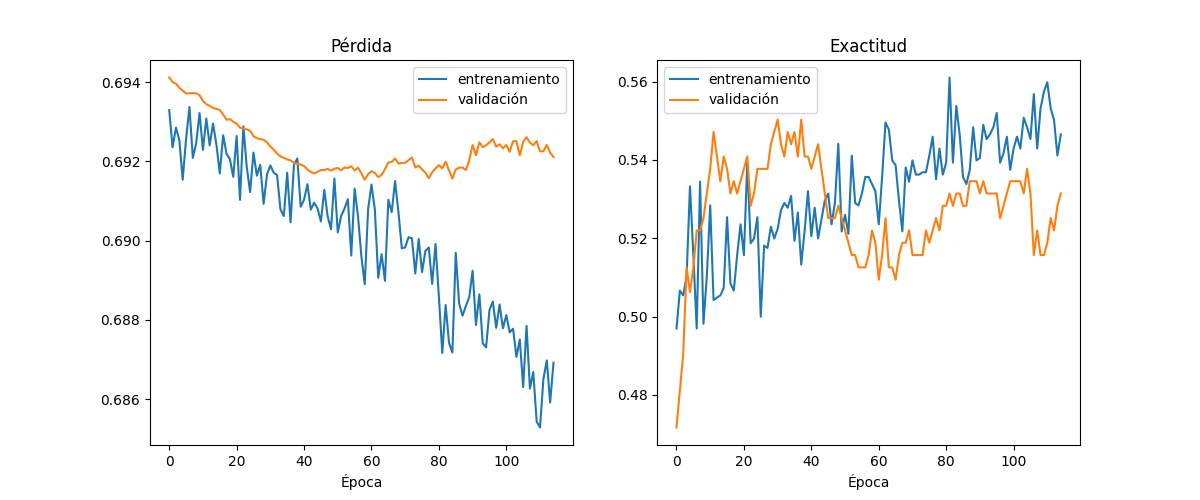 Pérdida
entrenamiento
validación
0.694
0.692
0.690
0.688
0.686
0
20
40
60
80
100
Época
Exactitud
entrenamiento
validación
0.56
0.54
0.52
0.50
0.48
0
20
40
60
80
100
Época